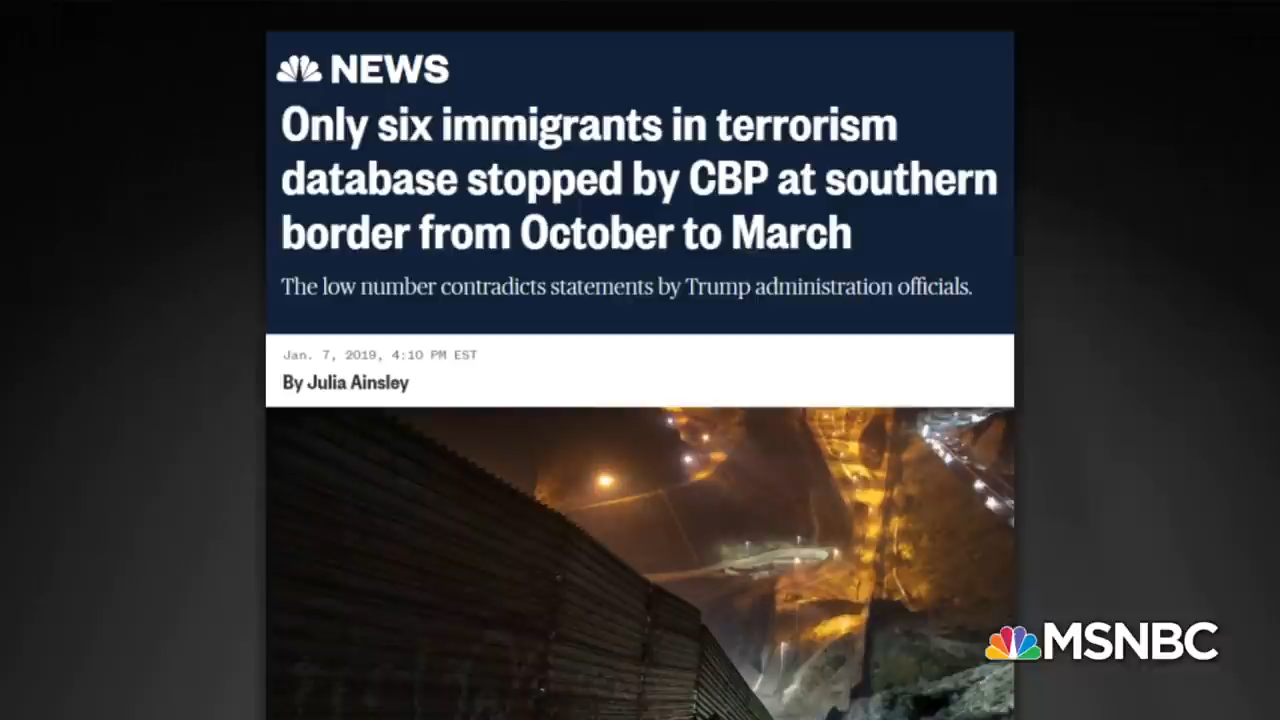 NEWS
Only six immigrants in terrorism
database stopped by CBP at southern
border from October to March
The low number contradicts statements by Trump administration officials.
Jan. 7, 2019, 4:10 PM EST
By Julia Ainsley
MSNBC